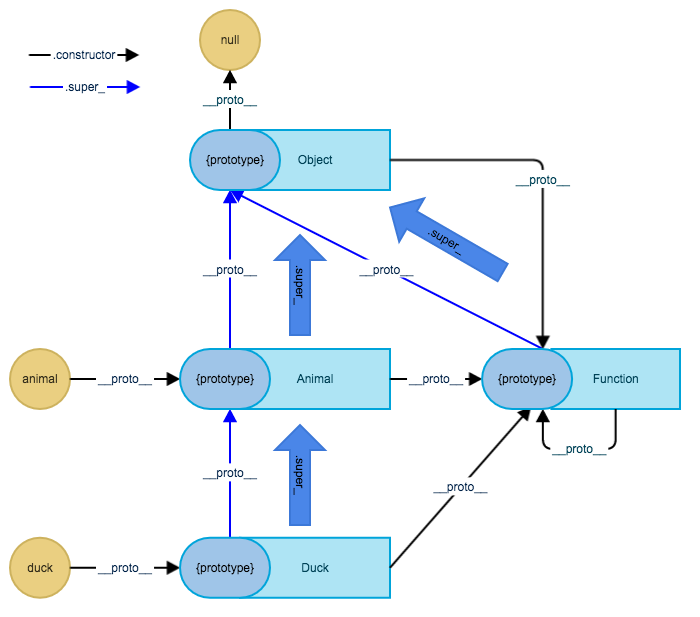 null
.constructor
.super_
__proto__
{prototype}
Object
__proto__
.super_
__proto__
__proto__
.super_
animal
__proto__
{prototype}
Animal
__proto__
{prototype}
Function
__proto__
__proto__
.super_
__proto__
duck
__proto__
{prototype}
Duck